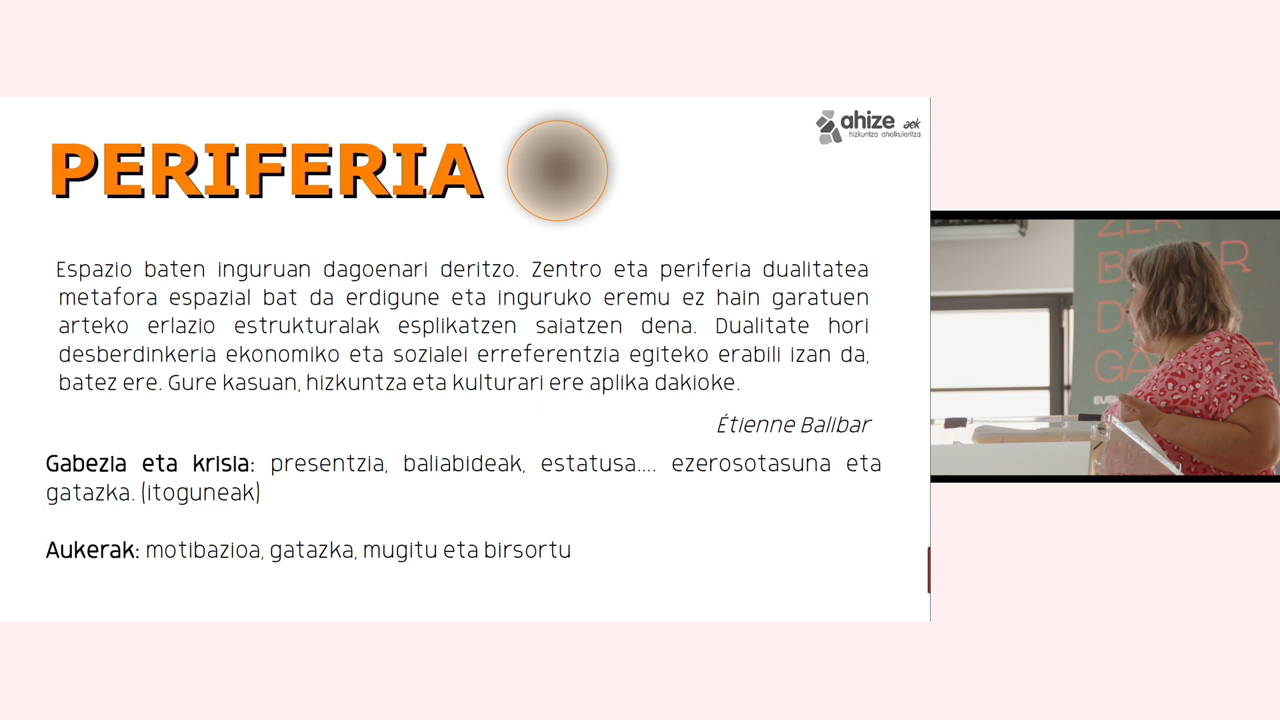 PERIFERIA
ahize aek
hizkuntza aholkularitza
Espazio baten inguruan dagoenari deritzo. Zentro eta periferia dualitatea
metafora espazial bat da erdigune eta inguruko eremu ez hain garatuen
arteko erlazio estrukturalak esplikatzen saiatzen dena. Dualitate hori
desberdinkeria ekonomiko eta sozialei erreferentzia egiteko erabili izan da,
batez ere. Gure kasuan, hizkuntza eta kulturari ere aplika dakioke.
Étienne Balibar
Gabezia eta krisia: presentzia, baliabideak, estatusa.... ezerosotasuna eta
gatazka. (itoguneak)
Aukerak: motibazioa, gatazka, mugitu eta birsortu
ZER